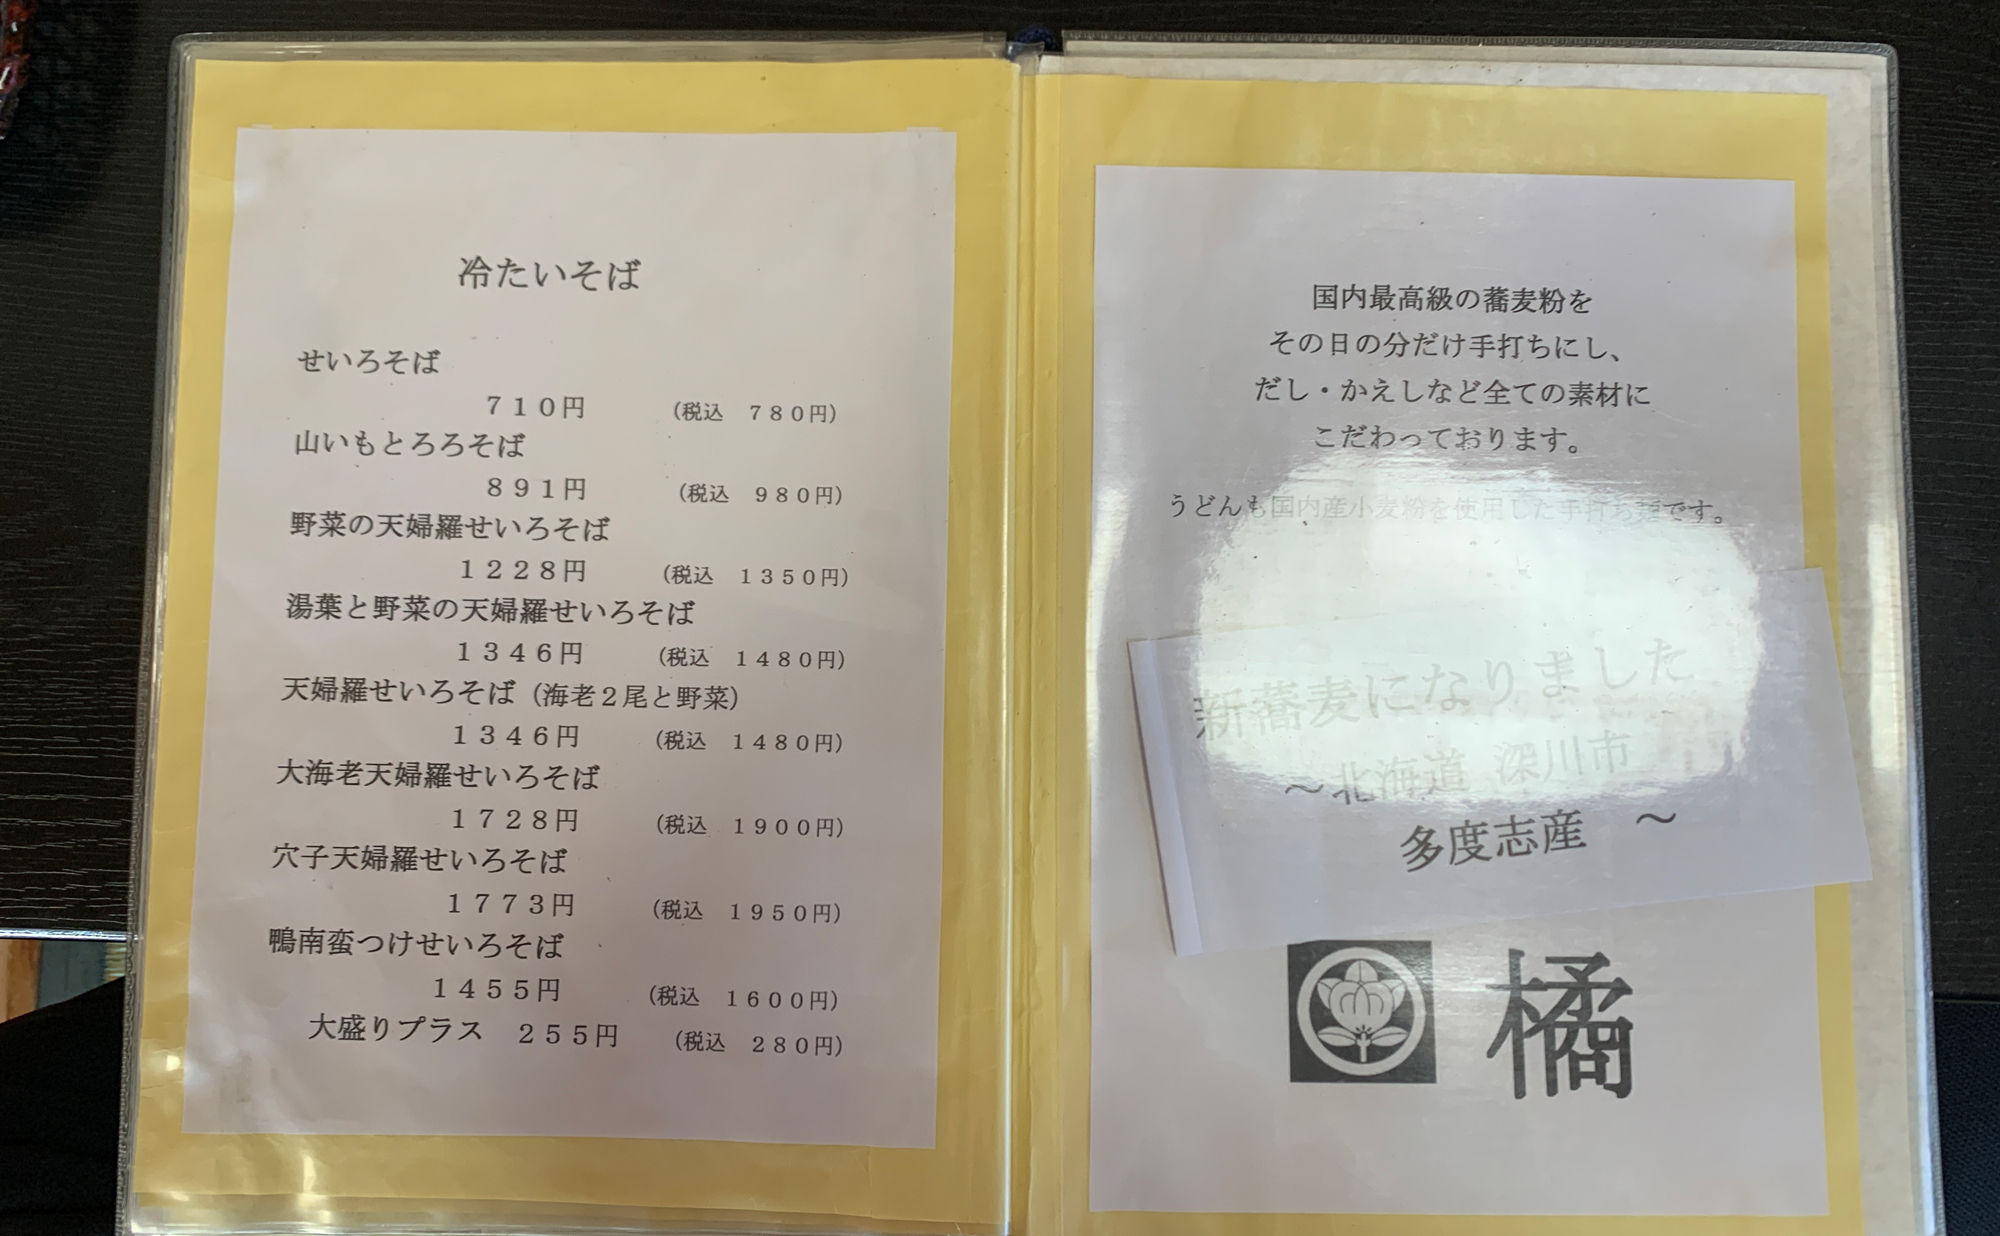 冷たいそば
せいろそば
７１０円　（税込　７８０円）
山いもとろろそば
８９１円　（税込　９８０円）
野菜の天婦羅せいろそば
１２２８円　（税込　１３５０円）
湯葉と野菜の天婦羅せいろそば
１３４６円　（税込　１４８０円）
天婦羅せいろそば（海老２尾と野菜）
１３４６円　（税込　１４８０円）
大海老天婦羅せいろそば
１７２８円　（税込　１９００円）
穴子天婦羅せいろそば
１７７３円　（税込　１９５０円）
鴨南蛮つけせいろそば
１４５５円　（税込　１６００円）
大盛りプラス　２５５円　（税込　２８０円）
国内最高級の蕎麦粉を
その日の分だけ手打ちにし、
だし・かえしなど全ての素材に
こだわっております。
うどんも国内産小麦粉を使用した手打ち麺です。
新蕎麦になりました
～北海道 深川市
多度志産　～
橘